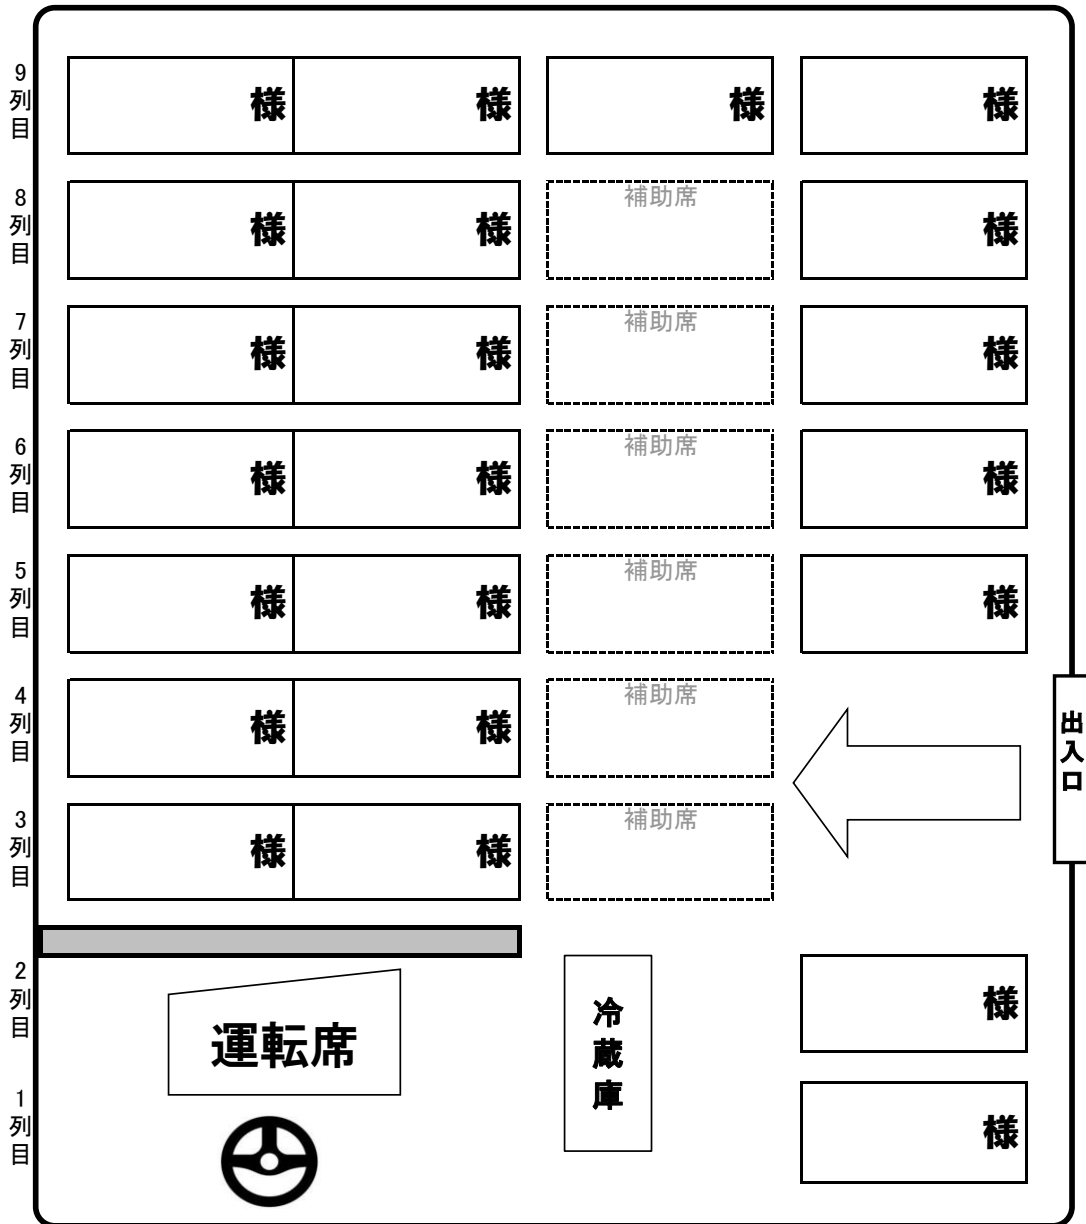 9列目
様 様 様 様
8列目
様 様 補助席 様
7列目
様 様 補助席 様
6列目
様 様 補助席 様
5列目
様 様 補助席 様
4列目
様 様 補助席
出入口
3列目
様 様 補助席
2列目
運転席
冷蔵庫
様
1列目
様